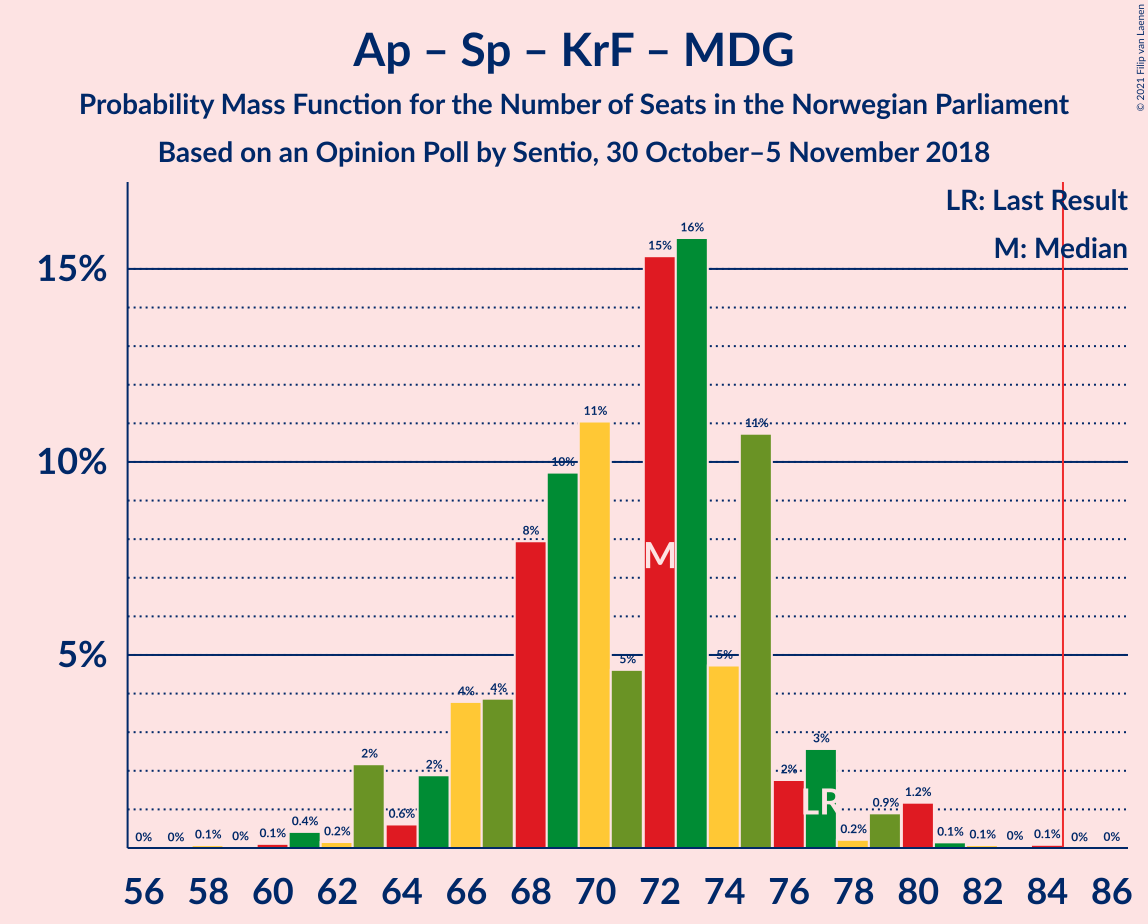 Ap – Sp – KrF – MDG
Probability Mass Function for the Number of Seats in the Norwegian Parliament
Based on an Opinion Poll by Sentio, 30 October–5 November 2018
© 2021 Filip van Laenen
LR: Last Result
M: Median
15%
10%
5%
0% 0% 0.1% 0% 0.1% 0.4% 0.2% 2% 0.6% 2% 4% 4% 8% 10% 11% 5% 15% 16% 5% 11% 2% 3% 0.2% 0.9% 1.2% 0.1% 0.1% 0% 0.1% 0% 0%
M
LR
56 58 60 62 64 66 68 70 72 74 76 78 80 82 84 86